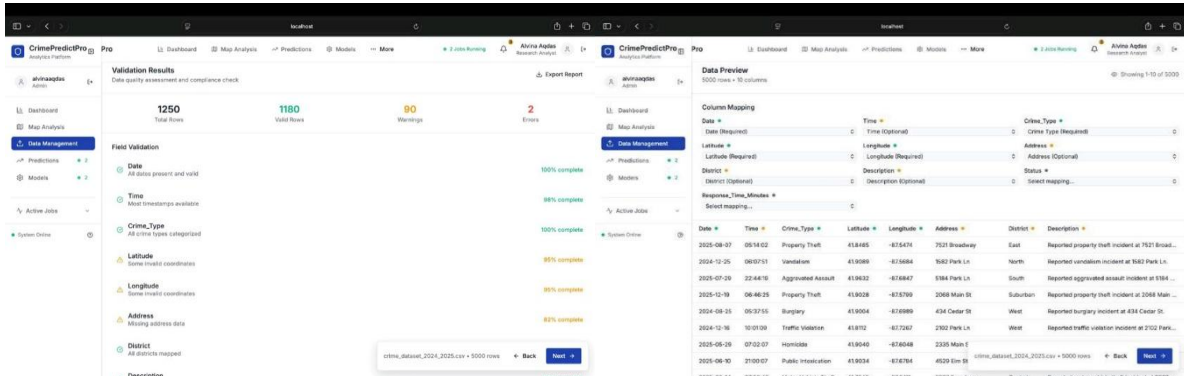 localhost
CrimePredictPro
Analytics Platform
Pro
Dashboard
Map Analysis
Predictions
Models
More
2 Jobs Running
Alvina Aqdas
Research Analyst
alvinaaqdas
Admin
Dashboard
Map Analysis
Data Management
Predictions 2
Models 2
Active Jobs
System Online
Validation Results
Data quality assessment and compliance check
Export Report
1250
Total Rows
1180
Valid Rows
90
Warnings
2
Errors
Field Validation
Date
All dates present and valid
100% complete
Time
Most timestamps available
98% complete
Crime_Type
All crime types categorized
100% complete
Latitude
Some invalid coordinates
95% complete
Longitude
Some invalid coordinates
95% complete
Address
Missing address data
District
All districts mapped
Description
crime_dataset_2024_2025.csv • 5000 rows
← Back
Next →
localhost
CrimePredictPro
Analytics Platform
Pro
Dashboard
Map Analysis
Predictions
Models
More
2 Jobs Running
Alvina Aqdas
Research Analyst
alvinaaqdas
Admin
Dashboard
Map Analysis
Data Management
Predictions 2
Models 2
Active Jobs
System Online
Data Preview
5000 rows • 10 columns
Showing 1-10 of 5000
Column Mapping
Date
Time
Crime_Type
Date (Required)
Time (Optional)
Crime Type (Required)
Latitude
Longitude
Address
Latitude (Required)
Longitude (Required)
Address (Optional)
District
Description
Status
District (Optional)
Description (Optional)
Select mapping...
Response_Time_Minutes
Select mapping...
Date Time Crime_Type Latitude Longitude Address District Description
2025-08-07 05:14:02 Property Theft 41.8465 -87.5474 7521 Broadway East Reported property theft incident at 7521 Broad...
2024-12-25 06:07:51 Vandalism 41.9089 -87.5684 1582 Park Ln North Reported vandalism incident at 1582 Park Ln.
2025-07-29 22:44:16 Aggravated Assault 41.9632 -87.6847 5184 Park Ln South Reported aggravated assault incident at 5184 ...
2025-12-19 06:46:25 Property Theft 41.9028 -87.5799 2068 Main St Suburban Reported property theft incident at 2068 Main ...
2024-08-25 05:37:55 Burglary 41.9004 -87.6989 434 Cedar St West Reported burglary incident at 434 Cedar St.
2024-12-16 10:01:09 Traffic Violation 41.8112 -87.7267 2102 Park Ln West Reported traffic violation incident at 2102 Park...
2025-05-29 07:02:07 Homicide 41.9040 -87.6048 2335 Main
2025-06-10 21:00:07 Public Intoxication 41.9034 -87.6764 4529 Elm St
crime_dataset_2024_2025.csv • 5000 rows
← Back
Next →